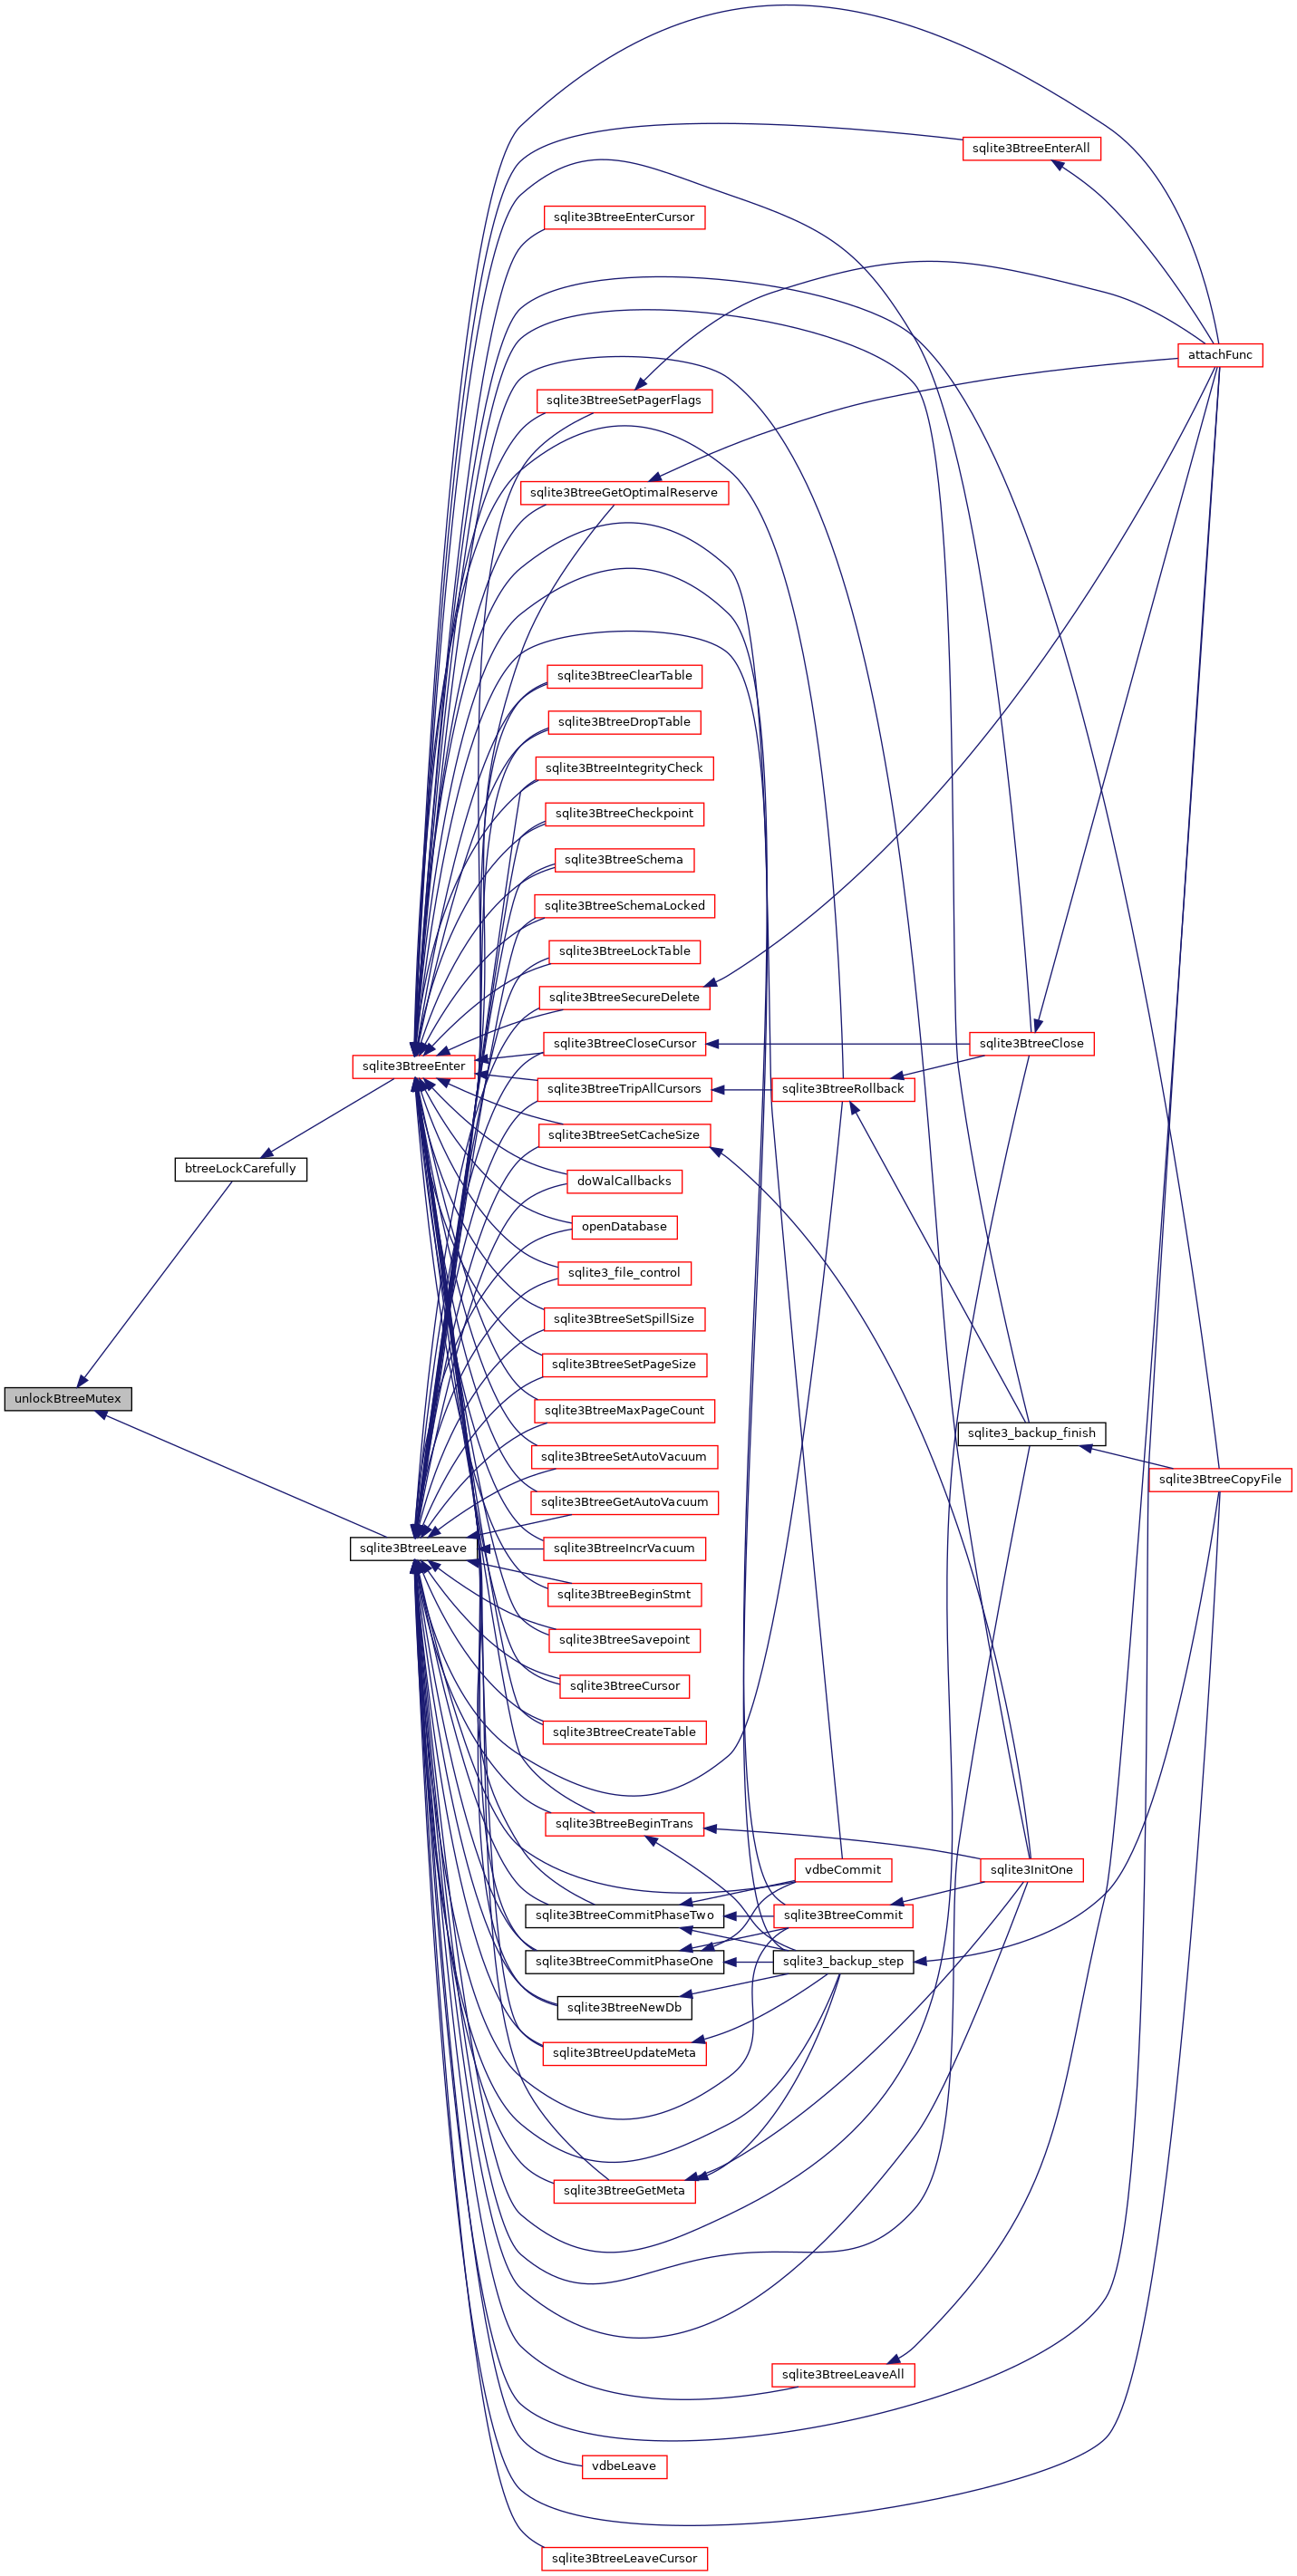 sqlite3BtreeEnterAll
sqlite3BtreeEnterCursor
attachFunc
sqlite3BtreeSetPagerFlags
sqlite3BtreeGetOptimalReserve
sqlite3BtreeClearTable
sqlite3BtreeDropTable
sqlite3BtreeIntegrityCheck
sqlite3BtreeCheckpoint
sqlite3BtreeSchema
sqlite3BtreeSchemaLocked
sqlite3BtreeLockTable
sqlite3BtreeSecureDelete
sqlite3BtreeCloseCursor
sqlite3BtreeClose
sqlite3BtreeEnter
sqlite3BtreeTripAllCursors
sqlite3BtreeRollback
sqlite3BtreeSetCacheSize
btreeLockCarefully
doWalCallbacks
openDatabase
sqlite3_file_control
sqlite3BtreeSetSpillSize
sqlite3BtreeSetPageSize
unlockBtreeMutex
sqlite3BtreeMaxPageCount
sqlite3_backup_finish
sqlite3BtreeSetAutoVacuum
sqlite3BtreeCopyFile
sqlite3BtreeGetAutoVacuum
sqlite3BtreeLeave
sqlite3BtreeIncrVacuum
sqlite3BtreeBeginStmt
sqlite3BtreeSavepoint
sqlite3BtreeCursor
sqlite3BtreeCreateTable
sqlite3BtreeBeginTrans
vdbeCommit
sqlite3InitOne
sqlite3BtreeCommitPhaseTwo
sqlite3BtreeCommit
sqlite3BtreeCommitPhaseOne
sqlite3_backup_step
sqlite3BtreeNewDb
sqlite3BtreeUpdateMeta
sqlite3BtreeGetMeta
sqlite3BtreeLeaveAll
vdbeLeave
sqlite3BtreeLeaveCursor